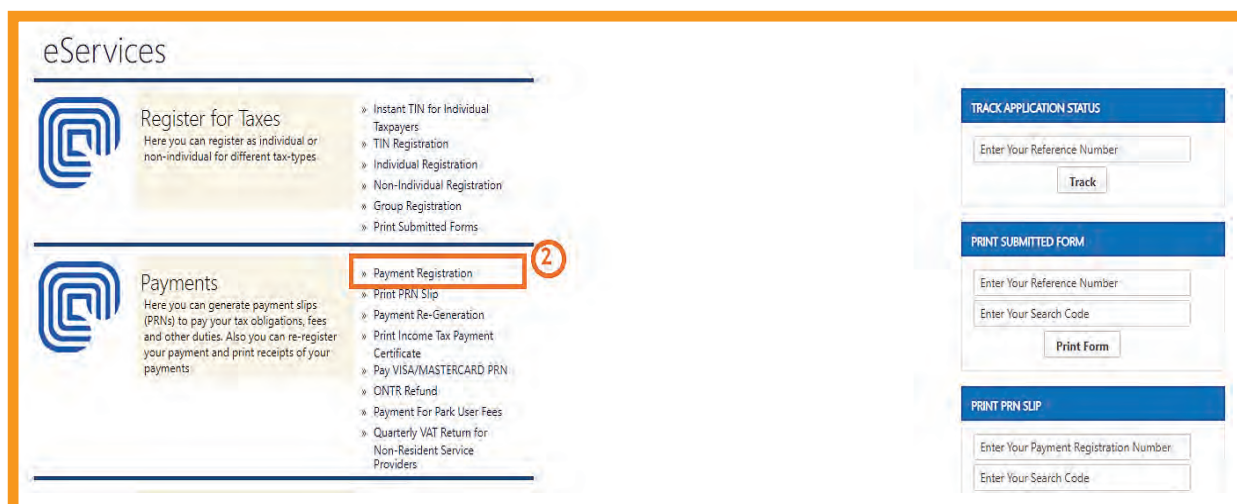 eServices
Register for Taxes
Here you can register as individual or
non-individual for different tax-types
» Instant TIN for Individual
Taxpayers
» TIN Registration
» Individual Registration
» Non-Individual Registration
» Group Registration
» Print Submitted Forms
2
Payments
Here you can generate payment slips
(PRNs) to pay your tax obligations, fees
and other duties. Also you can re-register
your payment and print receipts of your
payments
» Payment Registration
» Print PRN Slip
» Payment Re-Generation
» Print Income Tax Payment
Certificate
» Pay VISA/MASTERCARD PRN
» ONTR Refund
» Payment For Park User Fees
» Quarterly VAT Return for
Non-Resident Service
Providers
TRACK APPLICATION STATUS
Enter Your Reference Number
Track
PRINT SUBMITTED FORM
Enter Your Reference Number
Enter Your Search Code
Print Form
PRINT PRN SLIP
Enter Your Payment Registration Number
Enter Your Search Code